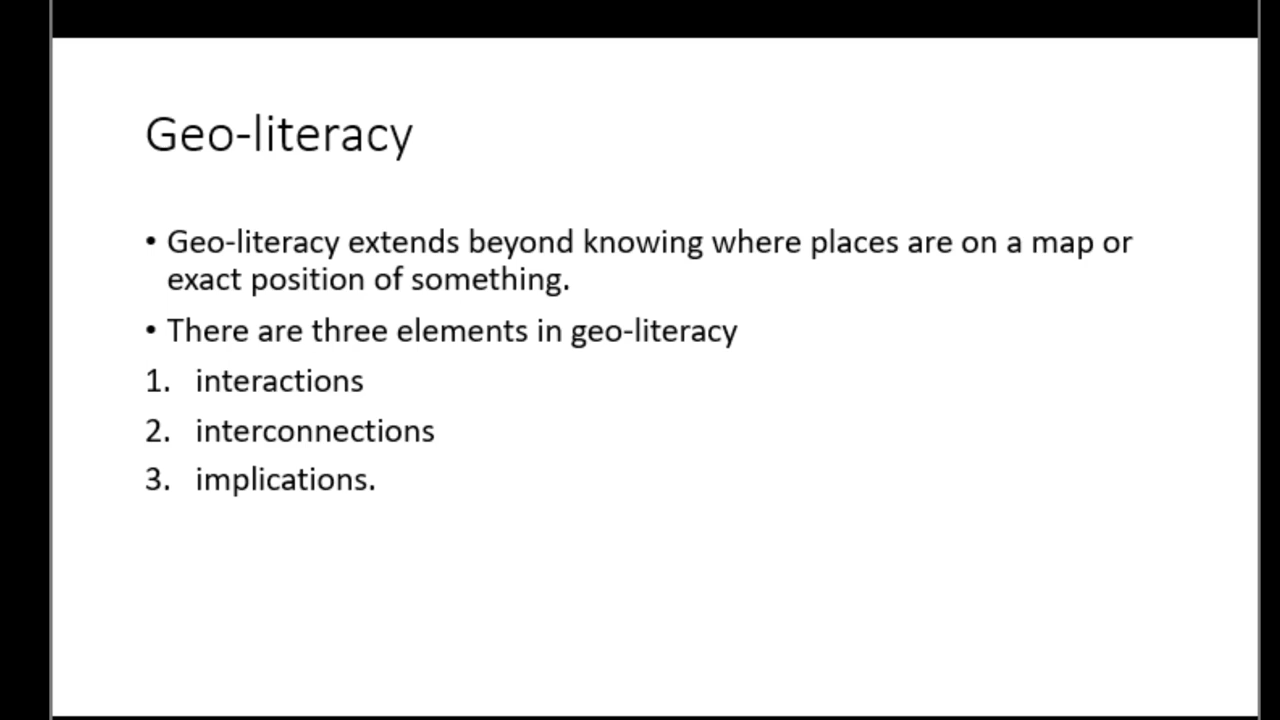 Geo-literacy
• Geo-literacy extends beyond knowing where places are on a map or
exact position of something.
• There are three elements in geo-literacy
1. interactions
2. interconnections
3. implications.